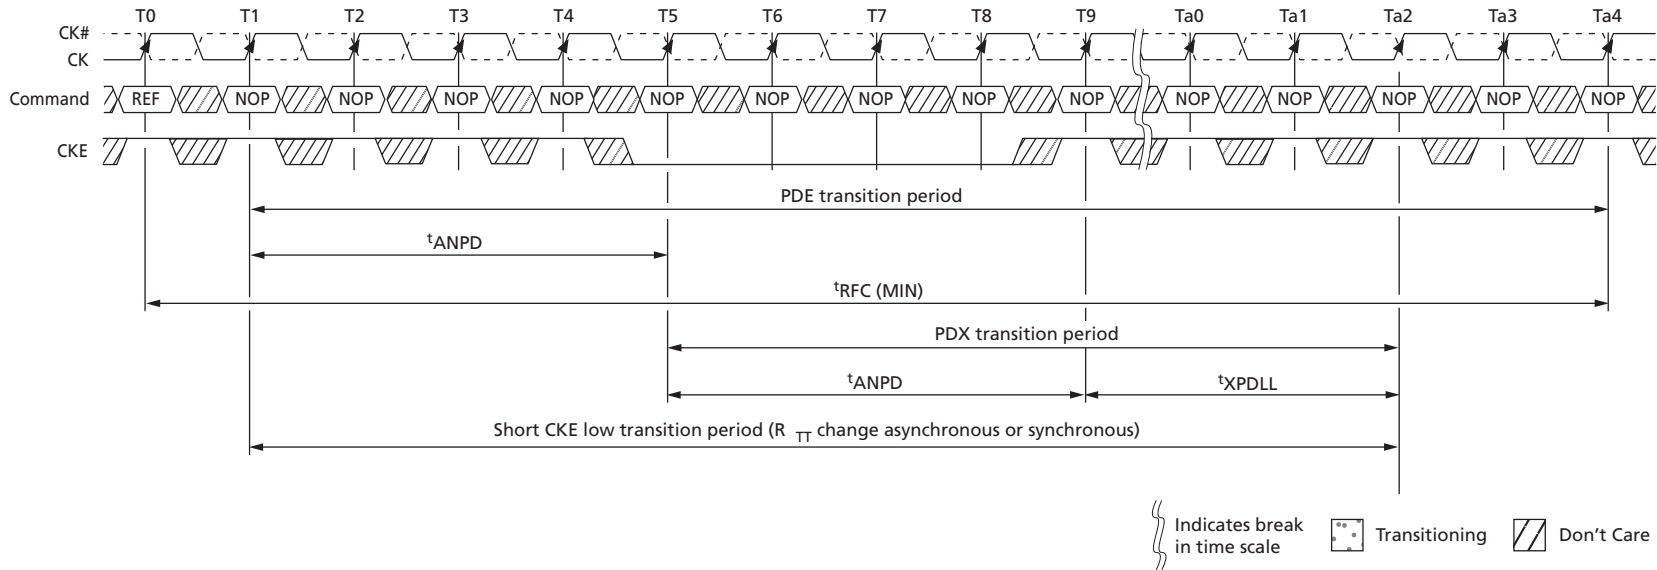 T0 T1 T2 T3 T4 T5 T6 T7 T8 T9 Ta0 Ta1 Ta2 Ta3 Ta4
CK#
CK
Command REF NOP NOP NOP NOP NOP NOP NOP NOP NOP NOP NOP NOP NOP NOP
CKE
PDE transition period
tANPD
tRFC (MIN)
PDX transition period
tANPD tXPDLL
Short CKE low transition period (R TT change asynchronous or synchronous)
Indicates break
in time scale
Transitioning
Don't Care